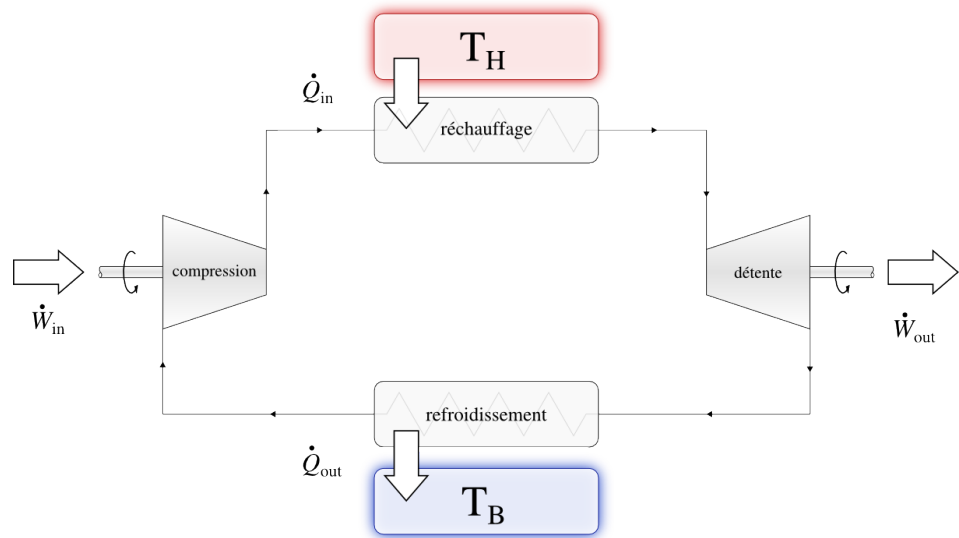 T_H
Q̇_in
réchauffage
compression
détente
Ẇ_in
Ẇ_out
refroidissement
Q̇_out
T_B